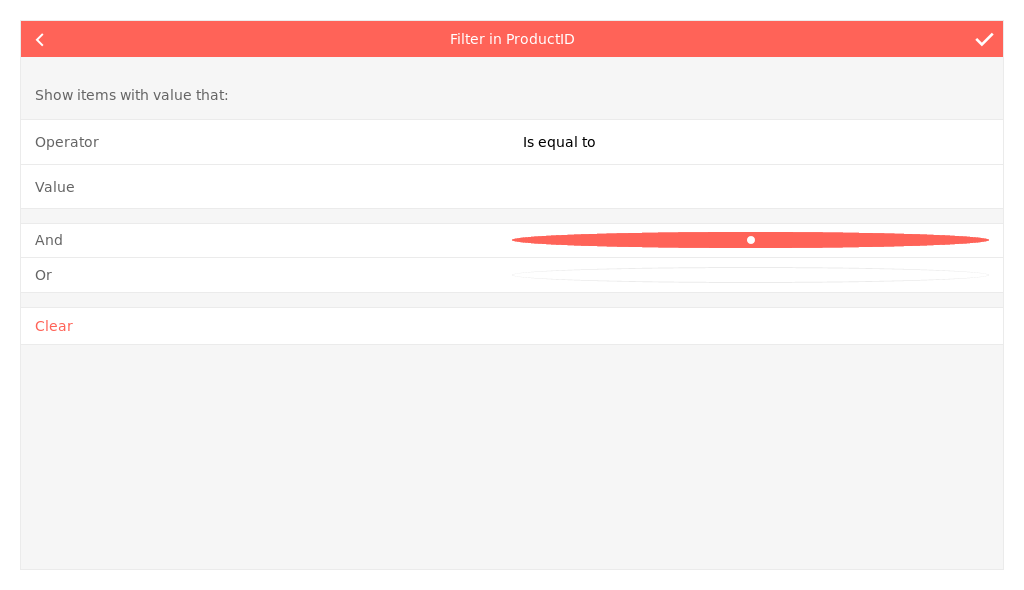 Filter in ProductID
Show items with value that:
Operator Is equal to
Value
And
Or
Clear